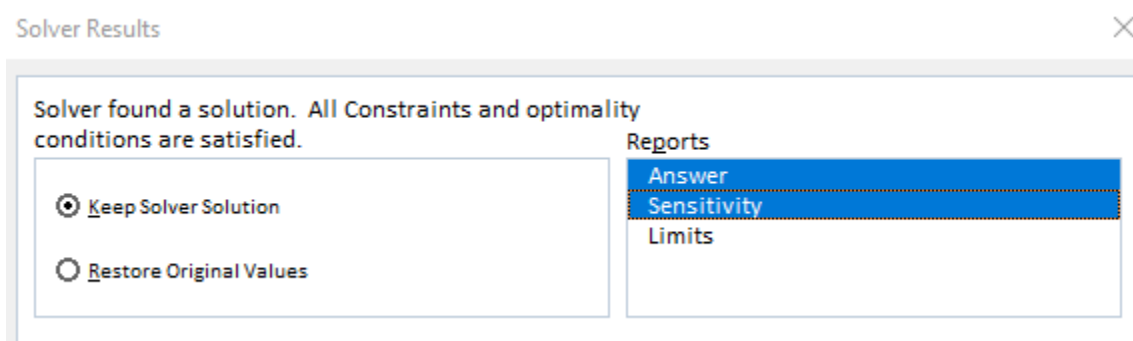 Solver Results
Solver found a solution.  All Constraints and optimality
conditions are satisfied.
Reports
Answer
Sensitivity
Limits
Keep Solver Solution
Restore Original Values